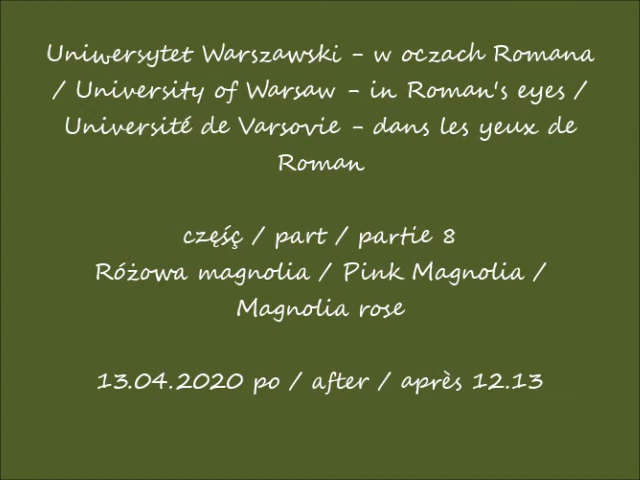 Uniwersytet Warszawski - w oczach Romana
/ University of Warsaw - in Roman's eyes /
Université de Varsovie - dans les yeux de
Roman
częśç / part / partie 8
Różowa magnolia / Pink Magnolia /
Magnolia rose
13.04.2020 po / after / après 12.13